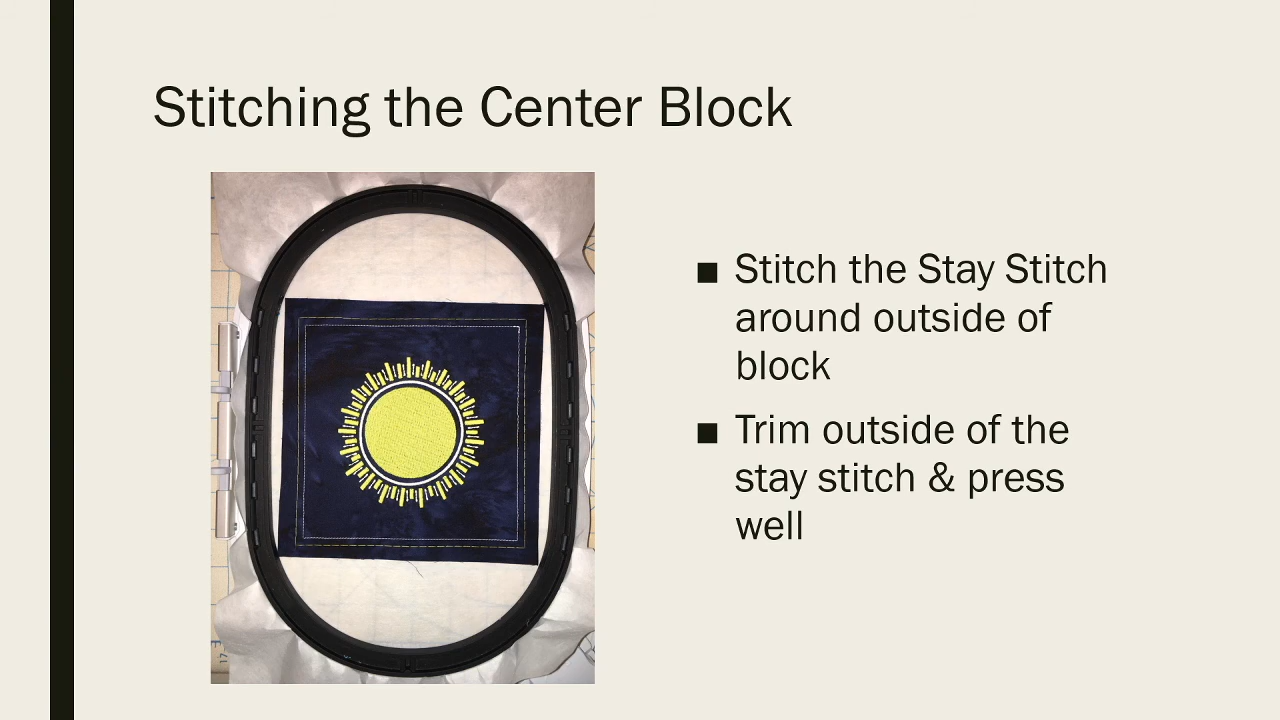 Stitching the Center Block
■ Stitch the Stay Stitch
around outside of
block
■ Trim outside of the
stay stitch & press
well
17